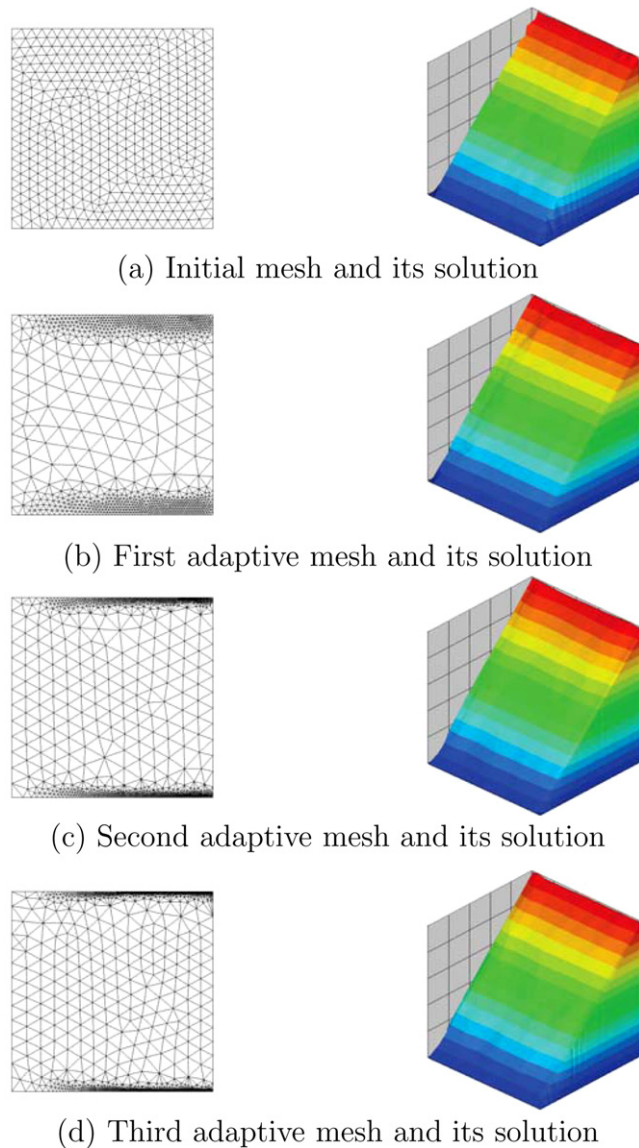 (a) Initial mesh and its solution
(b) First adaptive mesh and its solution
(c) Second adaptive mesh and its solution
(d) Third adaptive mesh and its solution